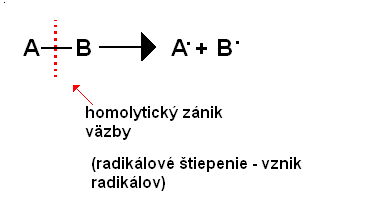 A—B → A· + B·
homolytický zánik
väzby
(radikálové štiepenie - vznik
radikálov)